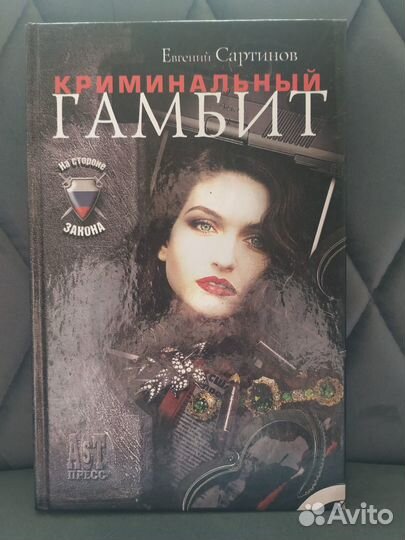 Евгений Сартинов
КРИМИНАЛЬНЫЙ
ГАМБИТ
На стороне
ЗАКОНА
AST
ПРЕСС
Avito